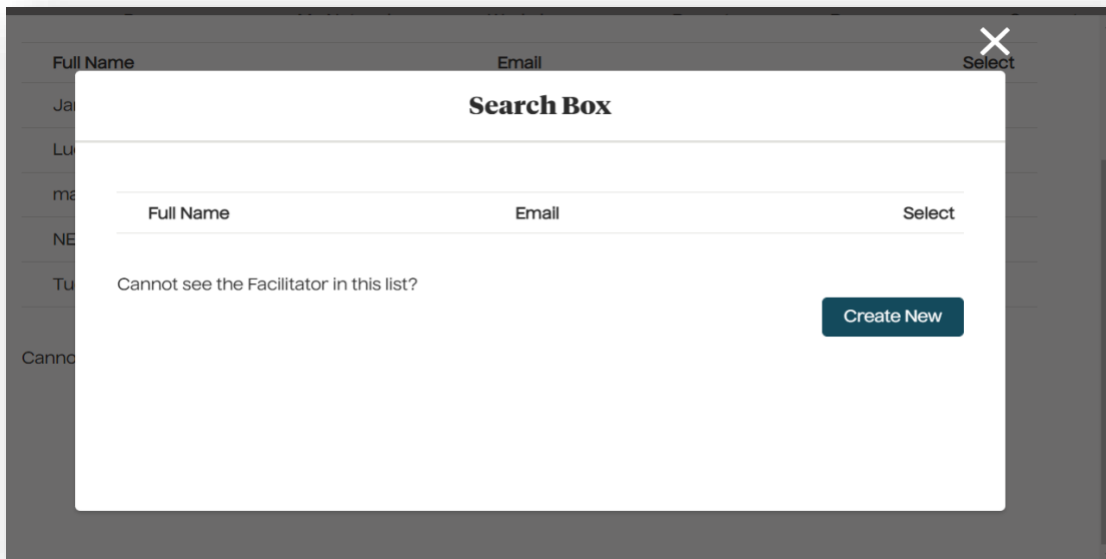 Full Name Email Select
Search Box
Full Name Email Select
Cannot see the Facilitator in this list?
Create New